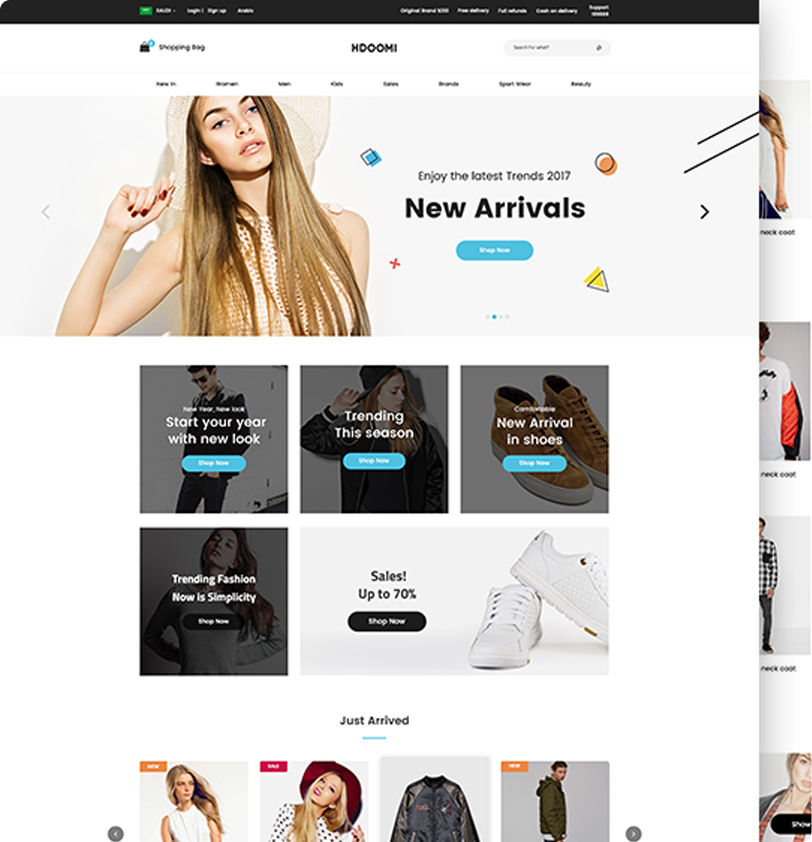 SAUDI
Login | Sign up
Arabic
Original Brand %100
Free delivery
Full refunds
Cash on delivery
Support
Shopping Bag
HDOOMI
Search for what?
New In
Women
Men
Kids
Sales
Brands
Sport Wear
Beauty
Enjoy the latest Trends 2017
New Arrivals
Shop Now
New Year, New look
Start your year
with new look
Shop Now
Trending
This season
Shop Now
Comfortable
New Arrival
in shoes
Shop Now
Trending Fashion
Now is Simplicity
Shop Now
Sales!
Up to 70%
Shop Now
Just Arrived
NEW
SALE
NEW
neck coat
neck coat
neck coat